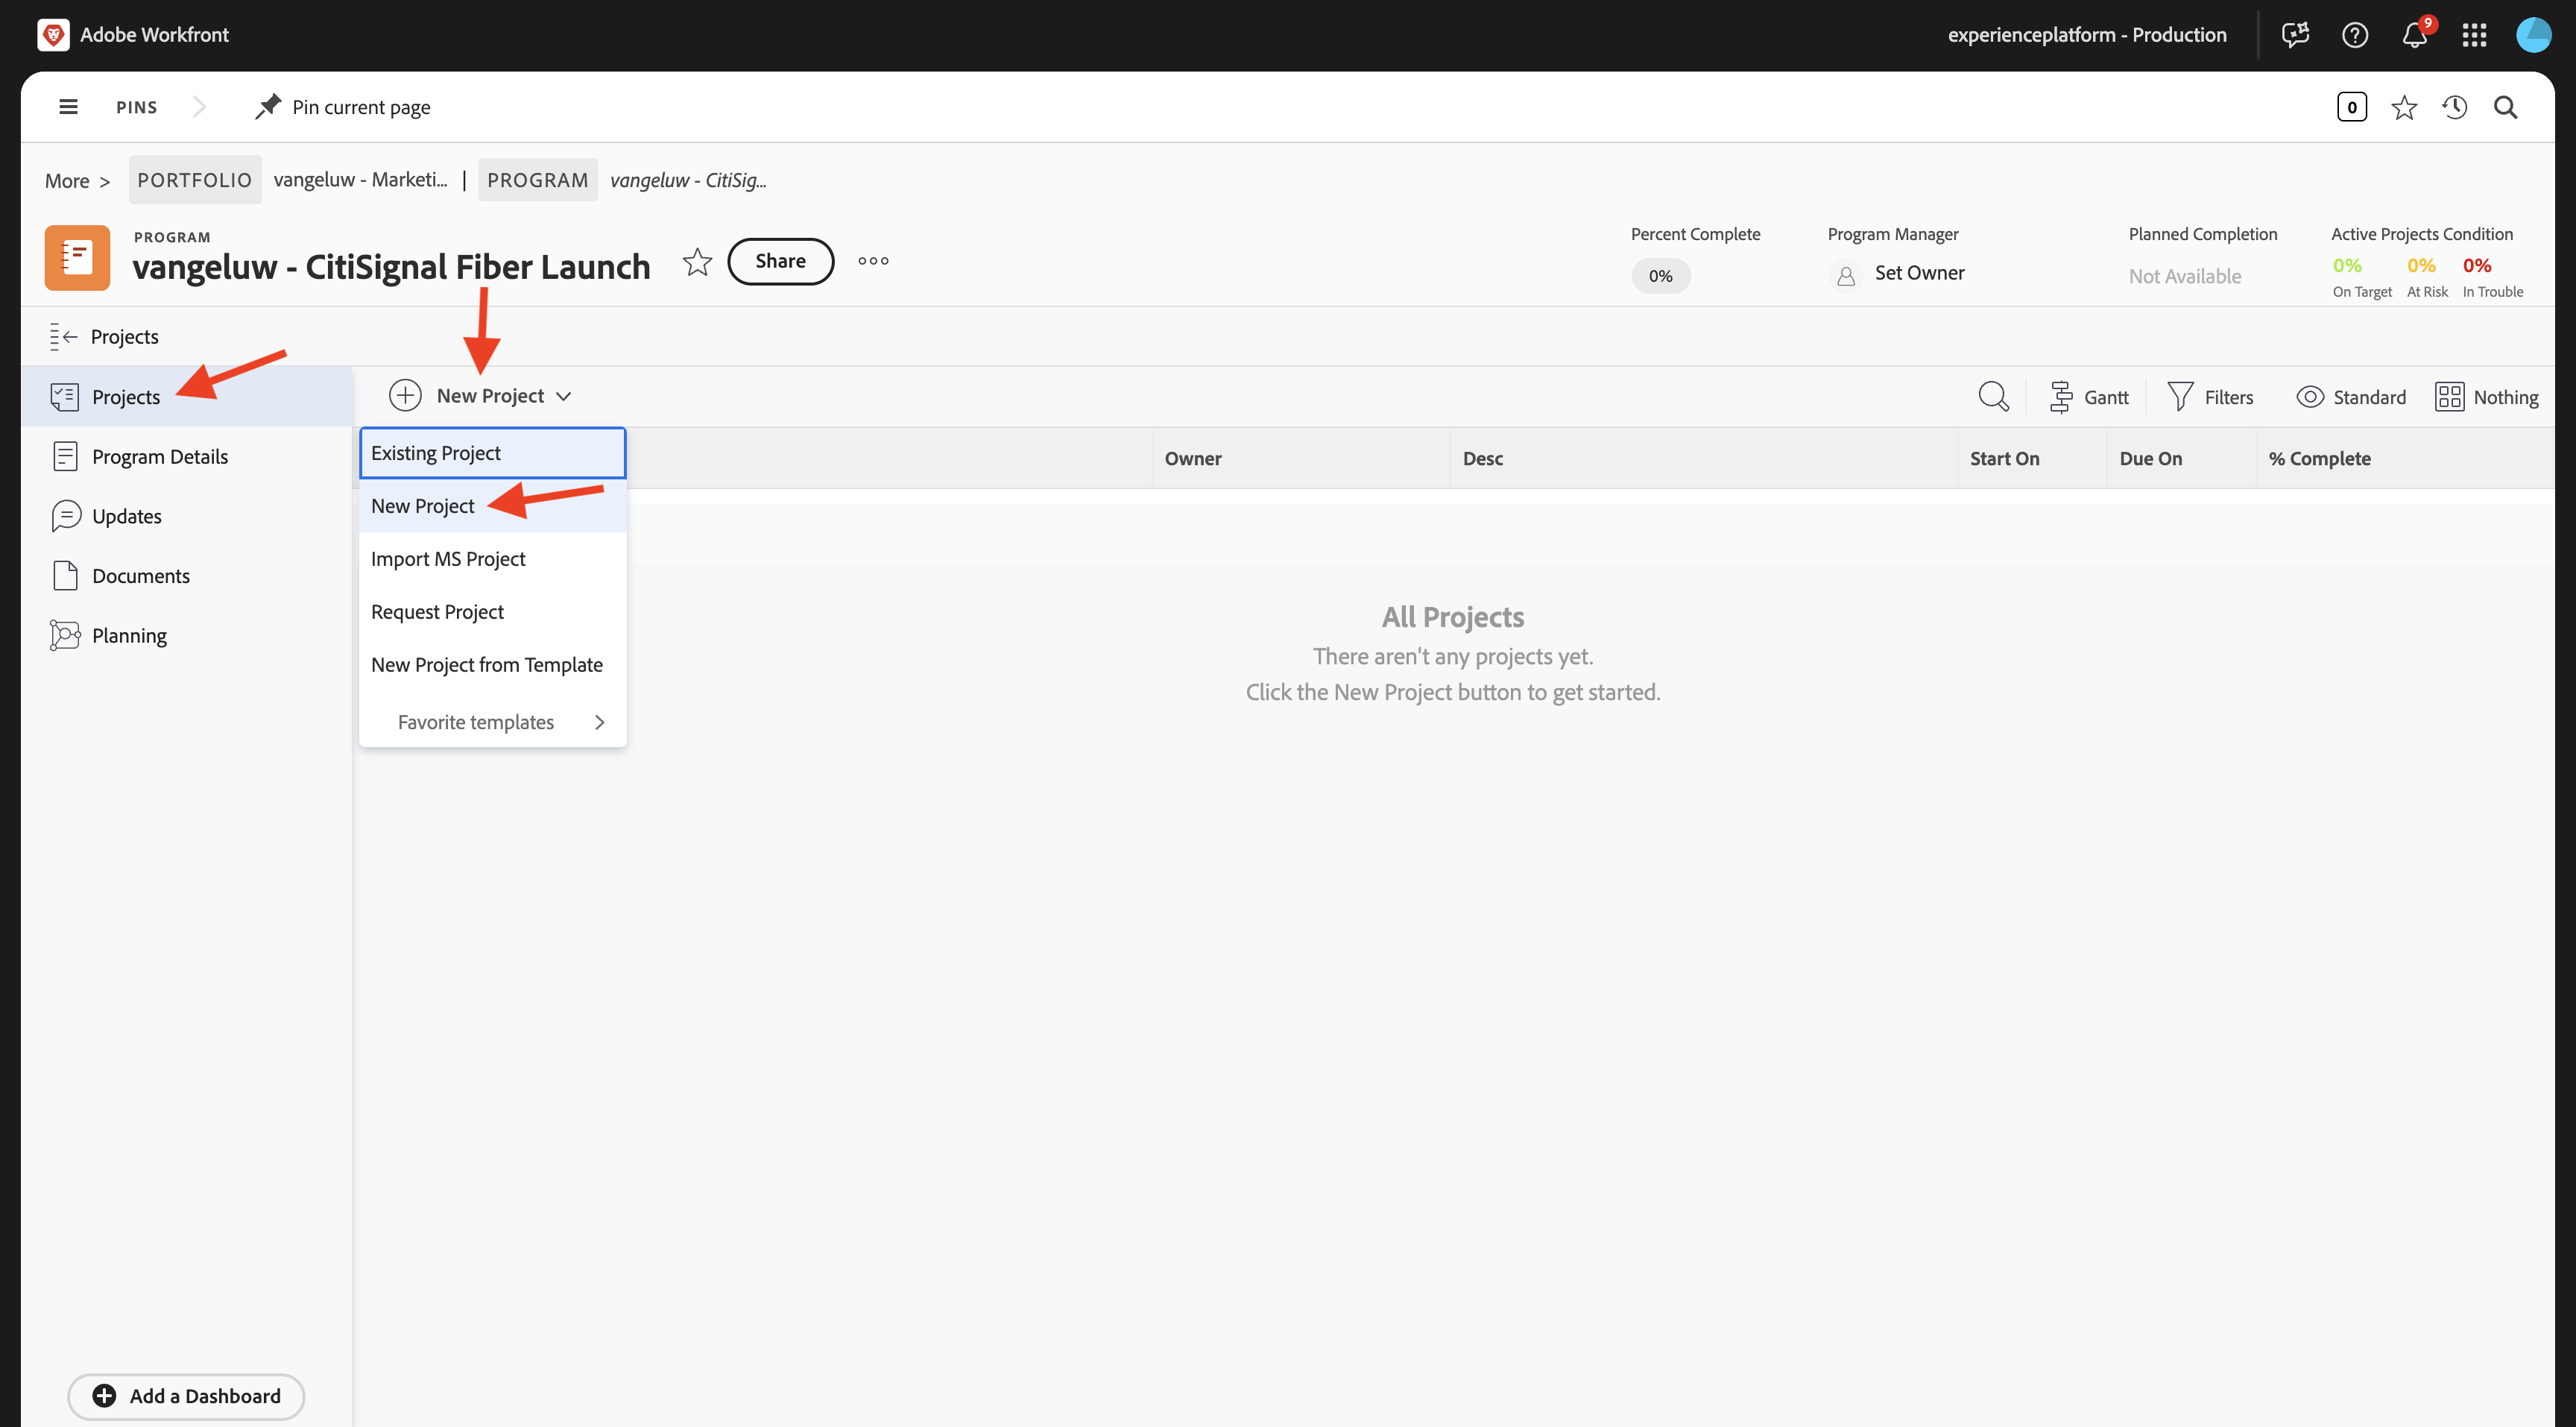 Adobe Workfront
experienceplatform - Production
9
PINS
Pin current page
0
More >
PORTFOLIO
vangeluw - Marketi...
|
PROGRAM
vangeluw - CitiSig...
PROGRAM
vangeluw - CitiSignal Fiber Launch
Share
Percent Complete
0%
Program Manager
Set Owner
Planned Completion
Not Available
Active Projects Condition
0% 0% 0%
On Target At Risk In Trouble
Projects
Projects
Program Details
Updates
Documents
Planning
Add a Dashboard
New Project
Gantt
Filters
Standard
Nothing
Existing Project
New Project
Import MS Project
Request Project
New Project from Template
Favorite templates
Owner
Desc
Start On
Due On
% Complete
All Projects
There aren't any projects yet.
Click the New Project button to get started.